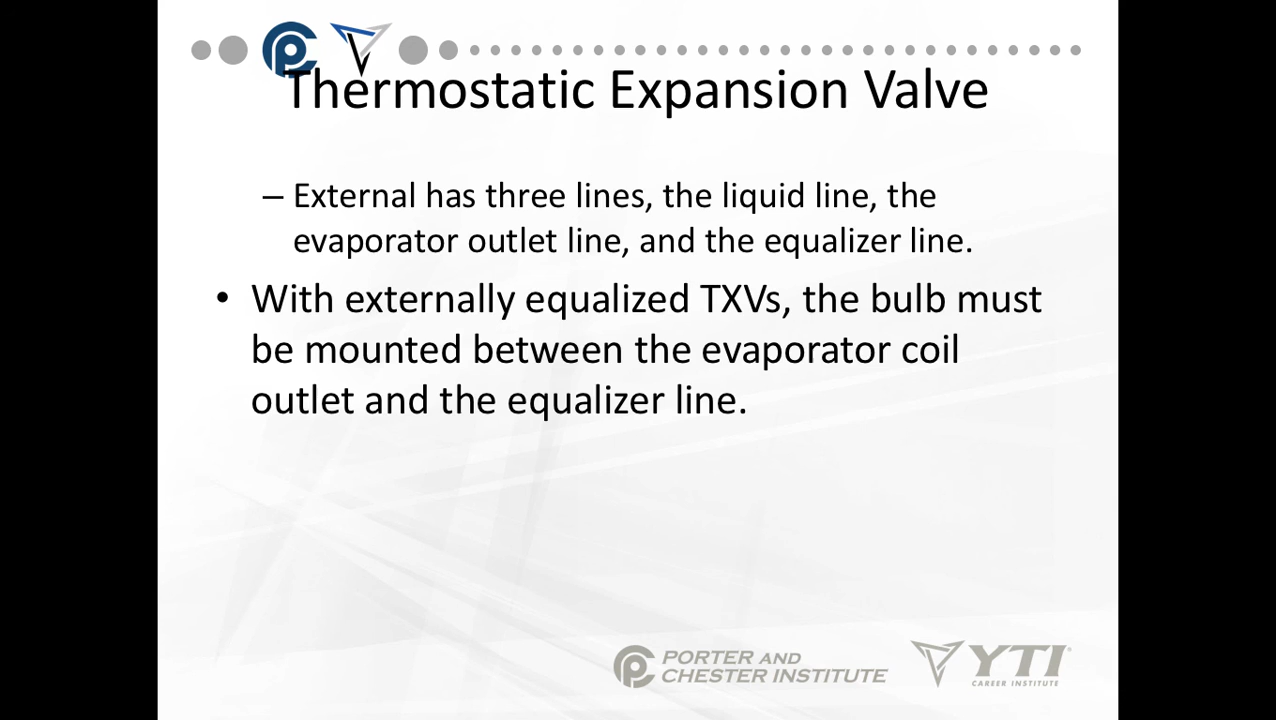 Thermostatic Expansion Valve
– External has three lines, the liquid line, the
evaporator outlet line, and the equalizer line.
• With externally equalized TXVs, the bulb must
be mounted between the evaporator coil
outlet and the equalizer line.
PORTER AND
CHESTER INSTITUTE
YTI®
CAREER INSTITUTE